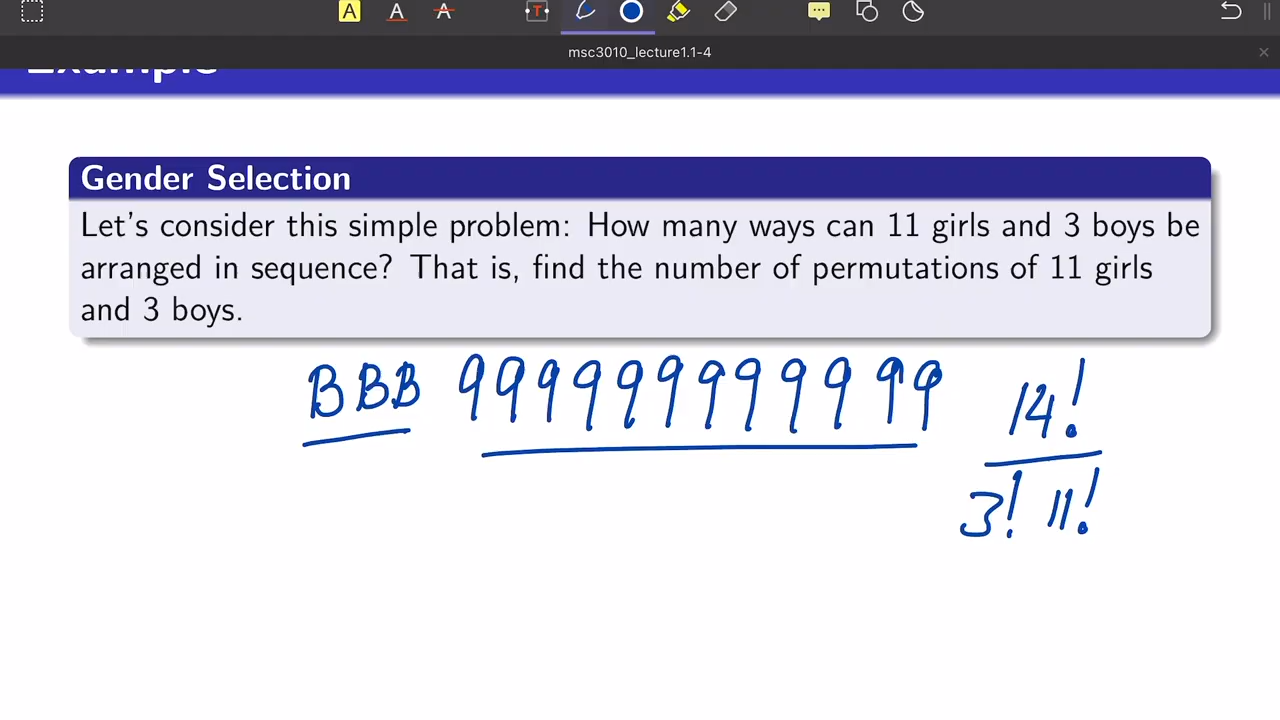 A A A T
msc3010_lecture1.1-4
Example
Gender Selection
Let's consider this simple problem: How many ways can 11 girls and 3 boys be
arranged in sequence? That is, find the number of permutations of 11 girls
and 3 boys.
BBB gggggggggggg
14!
3! 11!